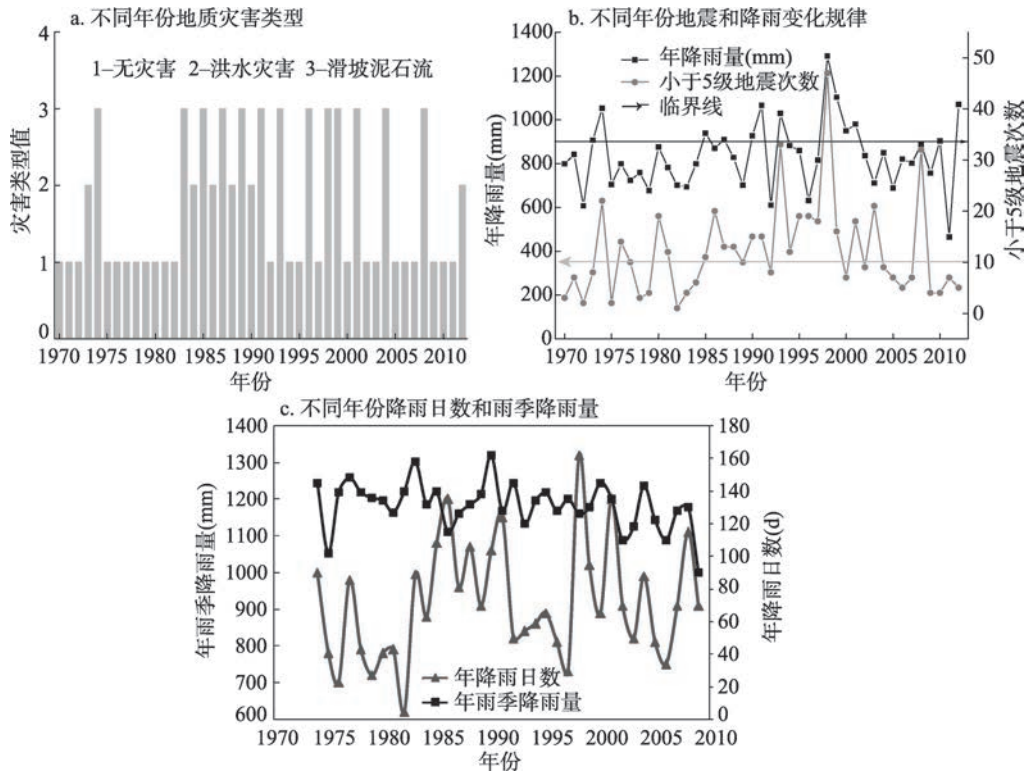 a. 不同年份地质灾害类型
1–无灾害 2–洪水灾害 3–滑坡泥石流
灾害类型值
4
3
2
1
0
1970 1975 1980 1985 1990 1995 2000 2005 2010
年份
b. 不同年份地震和降雨变化规律
年降雨量(mm)
小于5级地震次数
临界线
年降雨量(mm)
1400
1200
1000
800
600
400
200
0
小于5级地震次数
50
40
30
20
10
0
1970 1975 1980 1985 1990 1995 2000 2005 2010
年份
c. 不同年份降雨日数和雨季降雨量
年雨季降雨量(mm)
1400
1300
1200
1100
1000
900
800
700
600
年降雨日数(d)
180
160
140
120
100
80
60
40
20
0
年降雨日数
年雨季降雨量
1970 1975 1980 1985 1990 1995 2000 2005 2010
年份